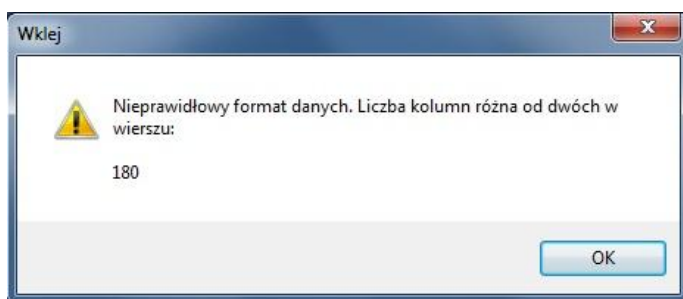 Wklej
Nieprawidłowy format danych. Liczba kolumn różna od dwóch w
wierszu:
180
OK